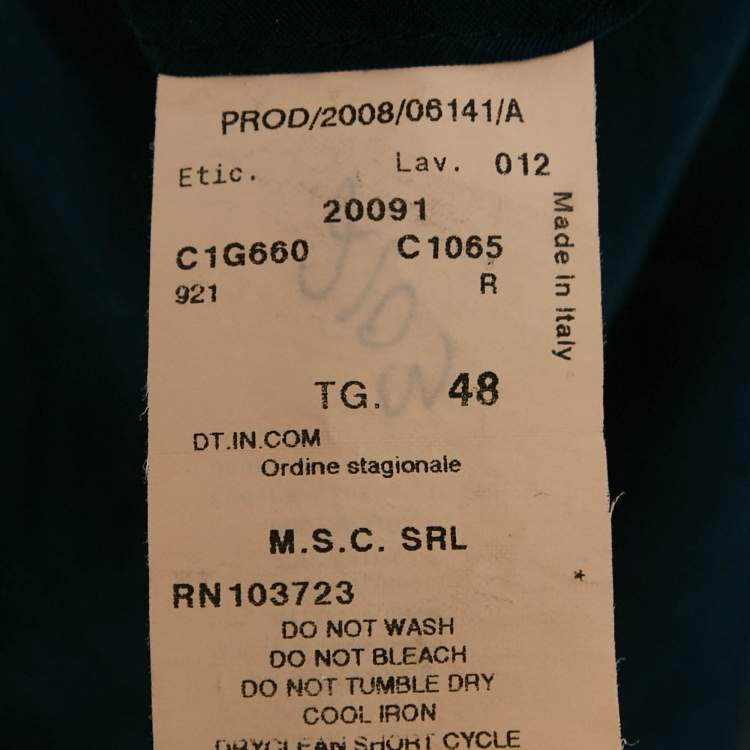 PROD/2008/06141/A
Etic. Lav. 012
20091
C1G660 C1065
921 R
Made in Italy
TG. 48
DT.IN.COM
Ordine stagionale
M.S.C. SRL
*
RN103723
DO NOT WASH
DO NOT BLEACH
DO NOT TUMBLE DRY
COOL IRON
DRYCLEAN SHORT CYCLE